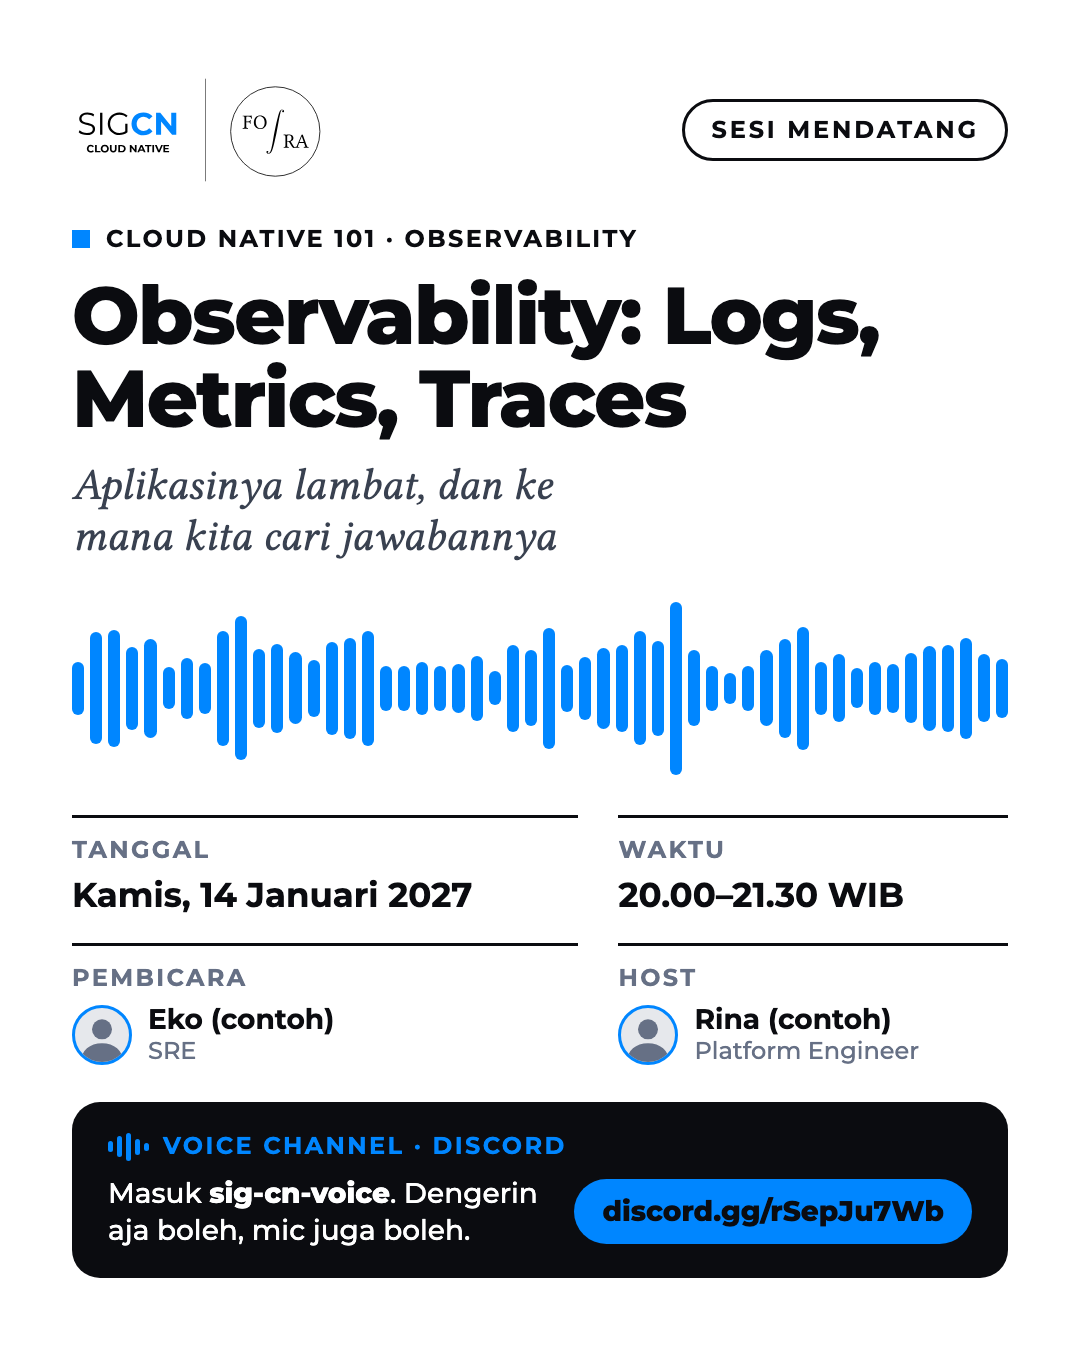 SIGCN
CLOUD NATIVE
FO
RA
SESI MENDATANG
CLOUD NATIVE 101 · OBSERVABILITY
Observability: Logs,
Metrics, Traces
Aplikasinya lambat, dan ke
mana kita cari jawabannya
TANGGAL
Kamis, 14 Januari 2027
WAKTU
20.00–21.30 WIB
PEMBICARA
Eko (contoh)
SRE
HOST
Rina (contoh)
Platform Engineer
VOICE CHANNEL · DISCORD
Masuk sig-cn-voice. Dengerin
aja boleh, mic juga boleh.
discord.gg/rSepJu7Wb